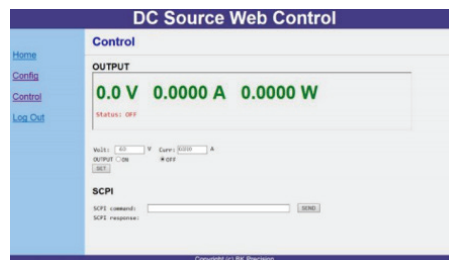 DC Source Web Control
Home
Config
Control
Log Out
Control
OUTPUT
0.0 V 0.0000 A 0.0000 W
Status: OFF
Volt: V Curr: A
OUTPUT ON OFF
SET
SCPI
SCPI command: SEND
SCPI response:
Copyright (c) BK Precision